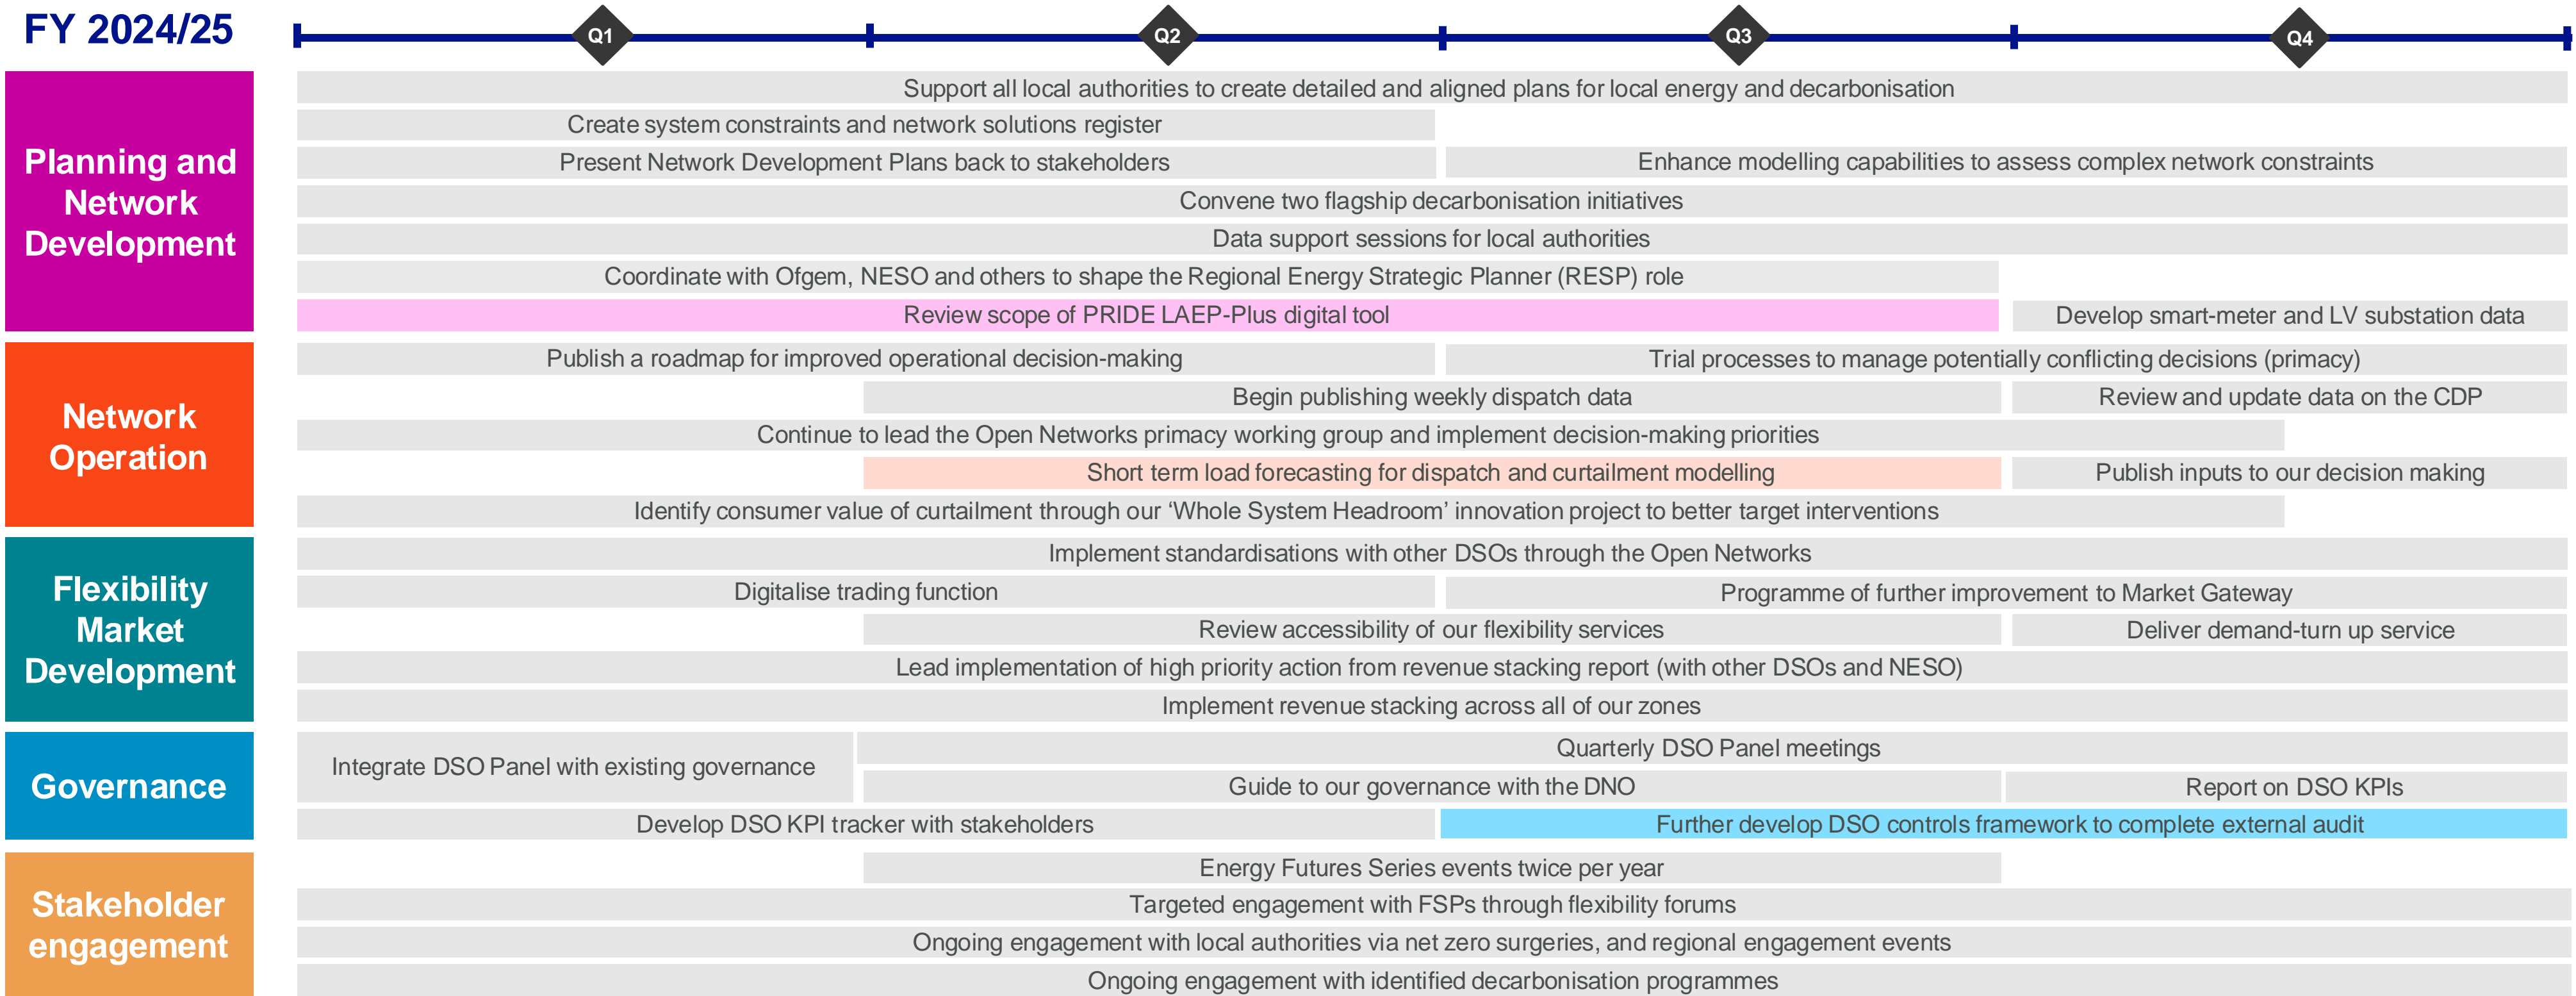 FY 2024/25
Q1
Q2
Q3
Q4
Planning and
Network
Development
Support all local authorities to create detailed and aligned plans for local energy and decarbonisation
Create system constraints and network solutions register
Present Network Development Plans back to stakeholders
Enhance modelling capabilities to assess complex network constraints
Convene two flagship decarbonisation initiatives
Data support sessions for local authorities
Coordinate with Ofgem, NESO and others to shape the Regional Energy Strategic Planner (RESP) role
Review scope of PRIDE LAEP-Plus digital tool
Develop smart-meter and LV substation data
Network
Operation
Publish a roadmap for improved operational decision-making
Trial processes to manage potentially conflicting decisions (primacy)
Begin publishing weekly dispatch data
Review and update data on the CDP
Continue to lead the Open Networks primacy working group and implement decision-making priorities
Short term load forecasting for dispatch and curtailment modelling
Publish inputs to our decision making
Identify consumer value of curtailment through our ‘Whole System Headroom’ innovation project to better target interventions
Flexibility
Market
Development
Implement standardisations with other DSOs through the Open Networks
Digitalise trading function
Programme of further improvement to Market Gateway
Review accessibility of our flexibility services
Deliver demand-turn up service
Lead implementation of high priority action from revenue stacking report (with other DSOs and NESO)
Implement revenue stacking across all of our zones
Governance
Integrate DSO Panel with existing governance
Quarterly DSO Panel meetings
Guide to our governance with the DNO
Report on DSO KPIs
Develop DSO KPI tracker with stakeholders
Further develop DSO controls framework to complete external audit
Stakeholder
engagement
Energy Futures Series events twice per year
Targeted engagement with FSPs through flexibility forums
Ongoing engagement with local authorities via net zero surgeries, and regional engagement events
Ongoing engagement with identified decarbonisation programmes